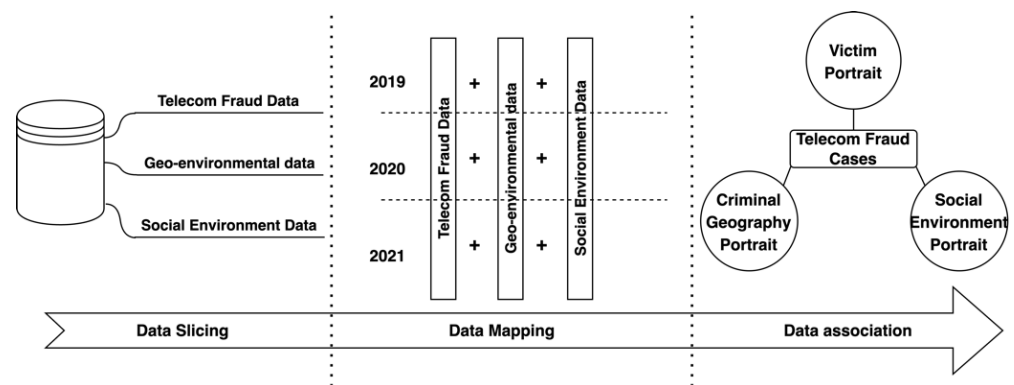 Telecom Fraud Data
Geo-environmental data
Social Environment Data
2019
2020
2021
+ +
+ +
+ +
Telecom Fraud Data
Geo-environmental data
Social Environment Data
Victim
Portrait
Telecom Fraud
Cases
Criminal
Geography
Portrait
Social
Environment
Portrait
Data Slicing
Data Mapping
Data association